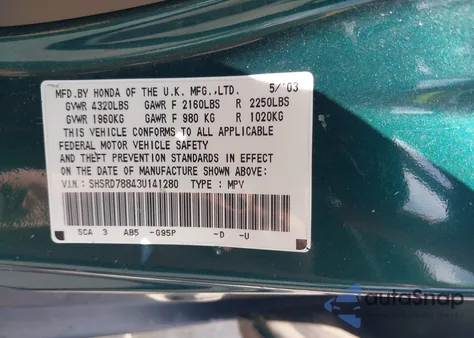 MFD.BY HONDA OF THE U.K. MFG.,LTD. 5/'03
GVWR 4320LBS GAWR F 2160LBS R 2250LBS
GVWR 1960KG GAWR F 980 KG R 1020KG
THIS VEHICLE CONFORMS TO ALL APPLICABLE
FEDERAL MOTOR VEHICLE SAFETY
AND THEFT PREVENTION STANDARDS IN EFFECT
ON THE DATE OF MANUFACTURE SHOWN ABOVE:
V.I.N.: SHSRD78843U141280 TYPE : MPV
SCA 3 AB5 -G95P -D -U
autoSnap